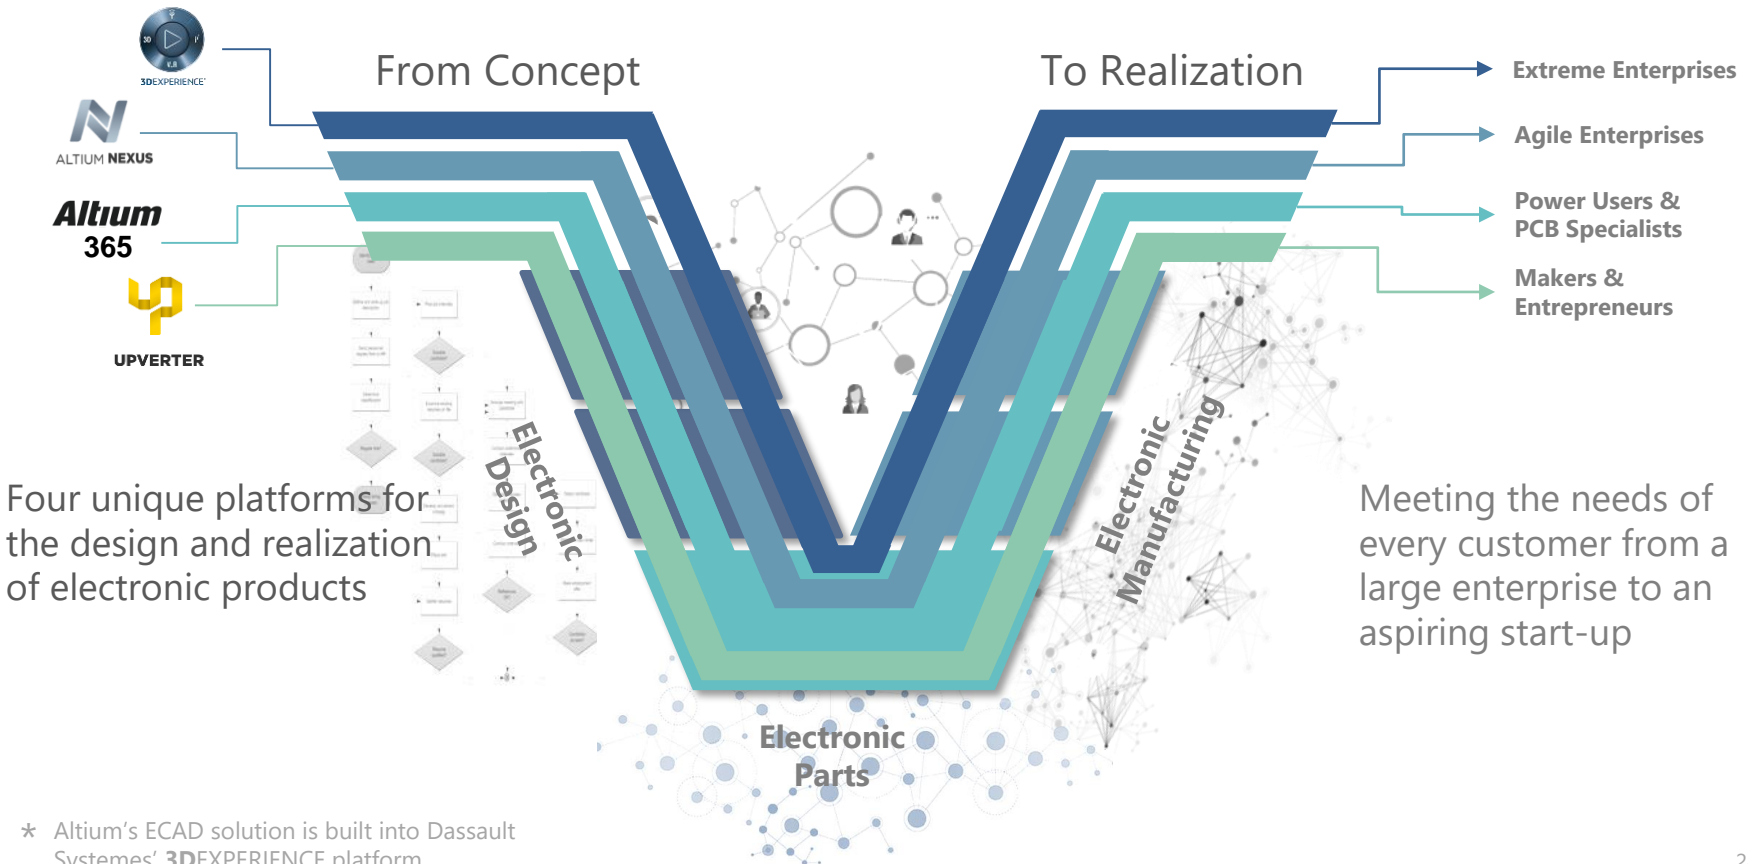 3D
V.R
3DEXPERIENCE
ALTIUM NEXUS
Altium
365
UPVERTER
From Concept
To Realization
Extreme Enterprises
Agile Enterprises
Power Users &
PCB Specialists
Makers &
Entrepreneurs
Four unique platforms for
the design and realization
of electronic products
Electronic
Design
Electronic
Manufacturing
Meeting the needs of
every customer from a
large enterprise to an
aspiring start-up
Electronic
Parts
* Altium's ECAD solution is built into Dassault
Systemes' 3DEXPERIENCE platform
2